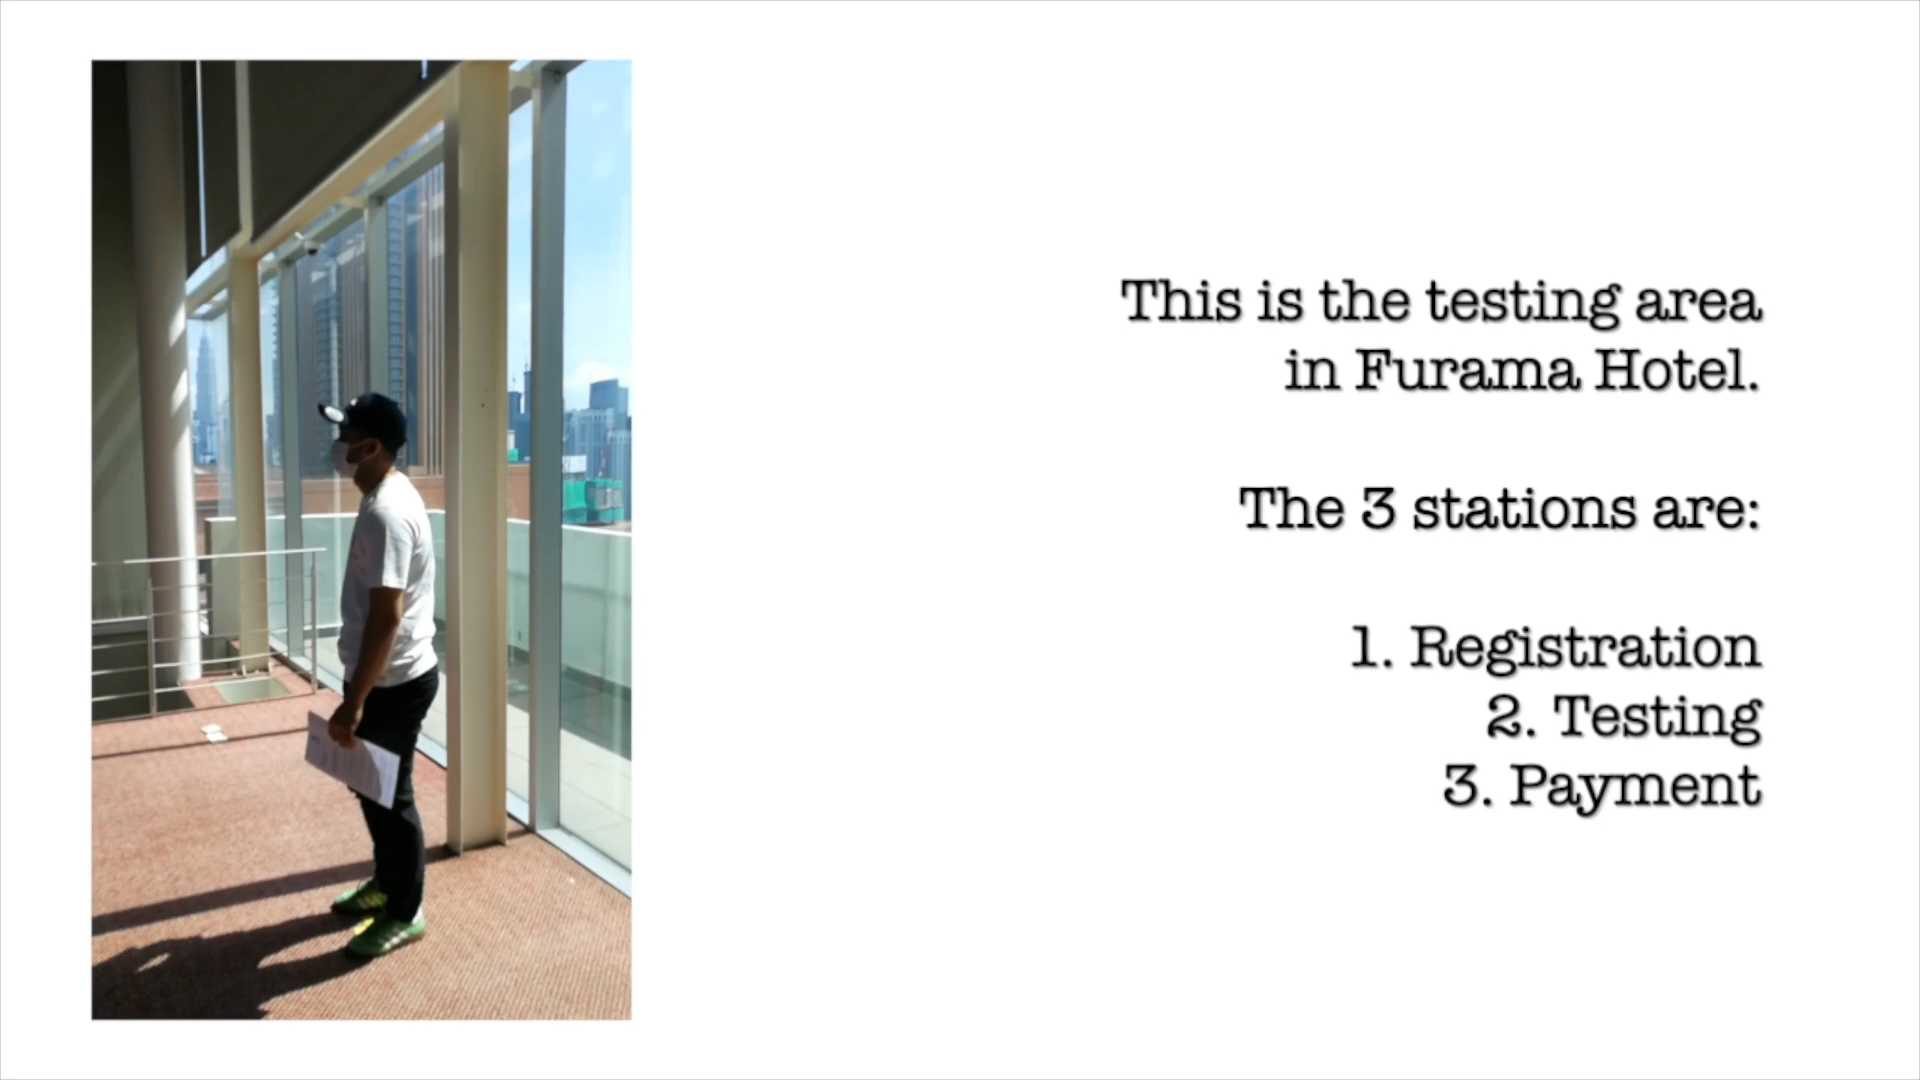 This is the testing area
in Furama Hotel.
The 3 stations are:
1. Registration
2. Testing
3. Payment